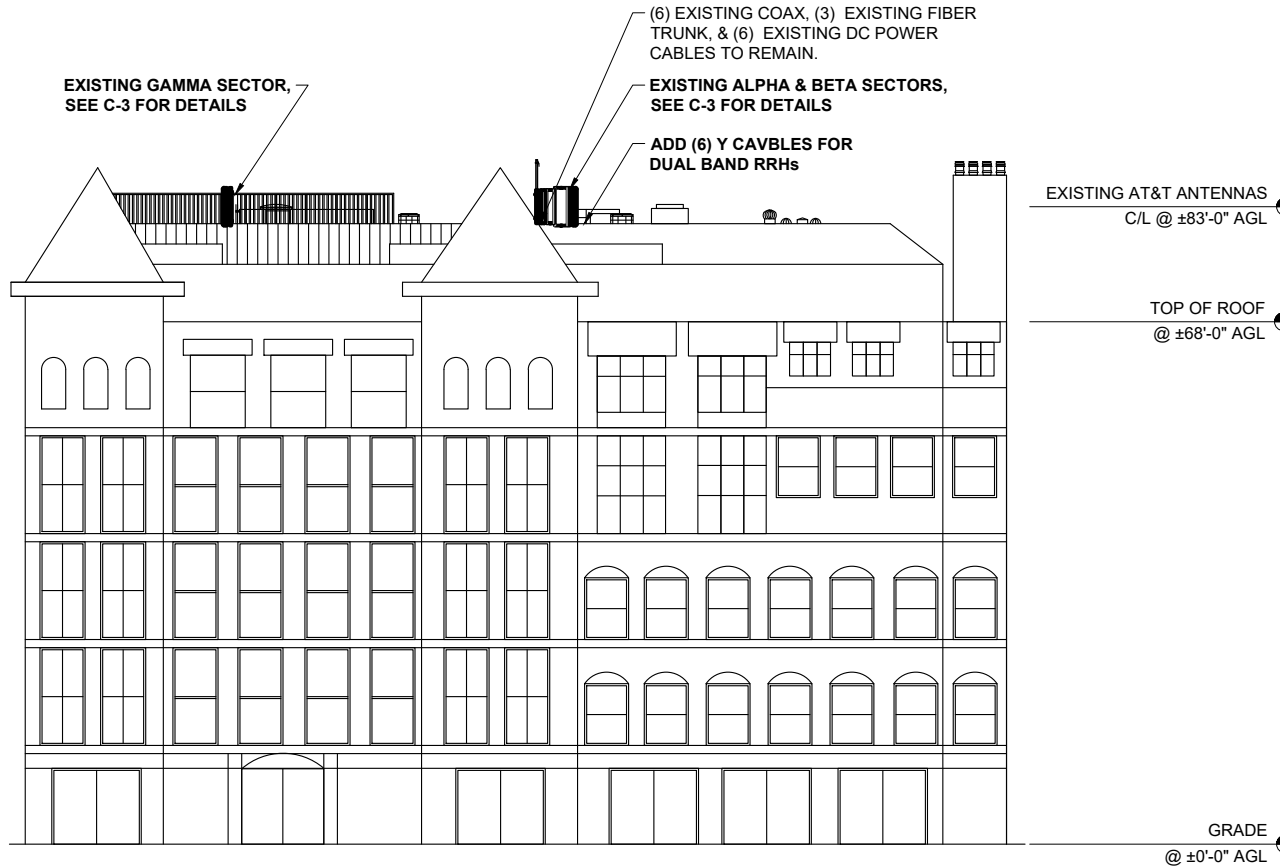 (6) EXISTING COAX, (3) EXISTING FIBER
TRUNK, & (6) EXISTING DC POWER
CABLES TO REMAIN.
EXISTING GAMMA SECTOR,
SEE C-3 FOR DETAILS
EXISTING ALPHA & BETA SECTORS,
SEE C-3 FOR DETAILS
ADD (6) Y CAVBLES FOR
DUAL BAND RRHs
EXISTING AT&T ANTENNAS
C/L @ ±83'-0" AGL
TOP OF ROOF
@ ±68'-0" AGL
GRADE
@ ±0'-0" AGL